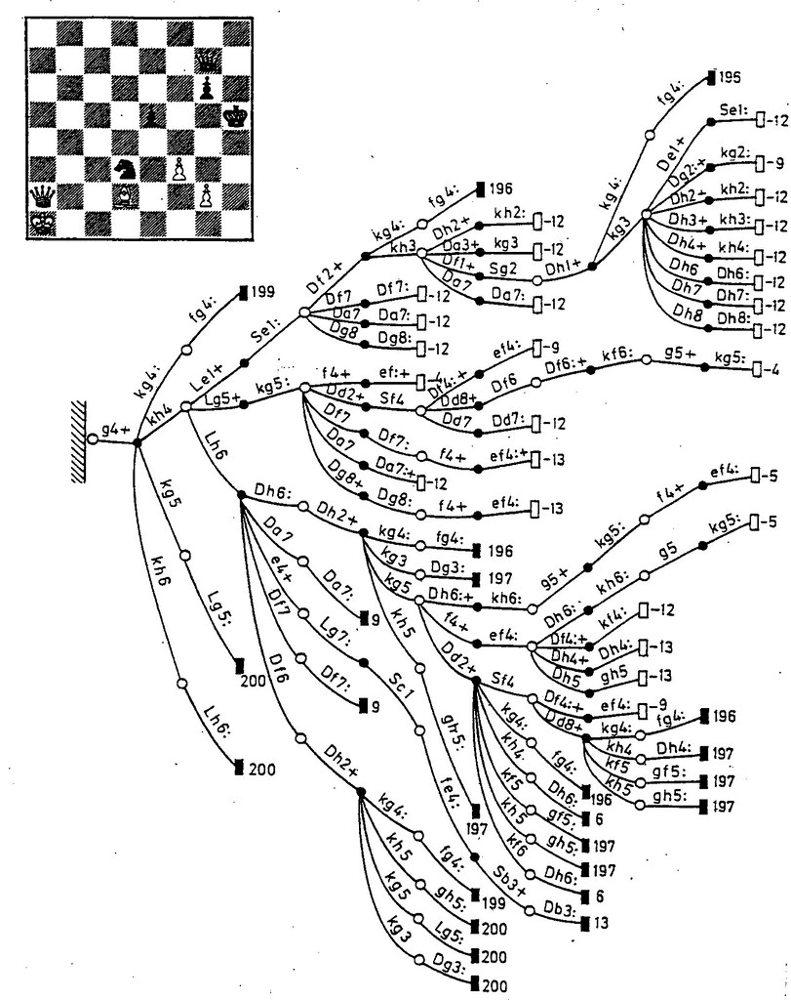 fg4: 195
Se1: -12
De1+
Dg2:+ kg2: -9
Dh2+ kh2: -12
Dh3+ kh3: -12
Dh4+ kh4: -12
Dh6 Dh6: -12
Dh7 Dh7: -12
Dh8 Dh8: -12
kg4:
kg3
fg4: 196
kg4:
kh3
Dh2+ kh2: -12
Da3+ kg3 -12
Df1+ Sg2 Dh1+
Da7 Da7: -12
Df2+
Df7 Df7: -12
Da7 Da7: -12
Dg8 Dg8: -12
fg4: 199
kg4:
Se1:
Le1+
g4+ kh4
Lg5+ kg5:
f4+ ef:+ -4
Dd2+ Sf4
Df4:+ ef4: -9
Dd8+ Df6 Df6:+ kf6: g5+ kg5: -4
Dd7 Dd7: -12
Df7 Df7: f4+ ef4:+ -13
Da7 Da7:+ -12
Dg8+ Dg8: f4+ ef4: -13
Lh6
kg5
Lg5: 200
kh6
Lh6: 200
Dh6: Dh2+
kg4: fg4: 196
kg3 Dg3: 197
kg5
Dh6:+ kh6: g5+ kg5: f4+ ef4: -5
f4+ ef4:
Dh6: kh6: g5 kg5: -5
Df4:+ kf4: -12
Dh4+ Dh4: -13
Dh5 gh5 -13
Dd2+ Sf4
Df4:+ ef4: -9
Dd8+
kg4: fg4: 196
kh4 Dh4: 197
kf5 gf5: 197
kh5 gh5: 197
kg4: fg4: 196
kh4 Dh6: 6
kf5 gf5: 197
kh5 gh5: 197
kf6 Dh6: 6
kh5 gh5: 197
Da7 Da7: 9
e4+ Lg7: Sc1 fe4: Sb3+ Db3: 13
Df7 Df7: 9
Df6 Dh2+
kg4: fg4: 199
kh5 gh5: 200
kg5 Lg5: 200
kg3 Dg3: 200